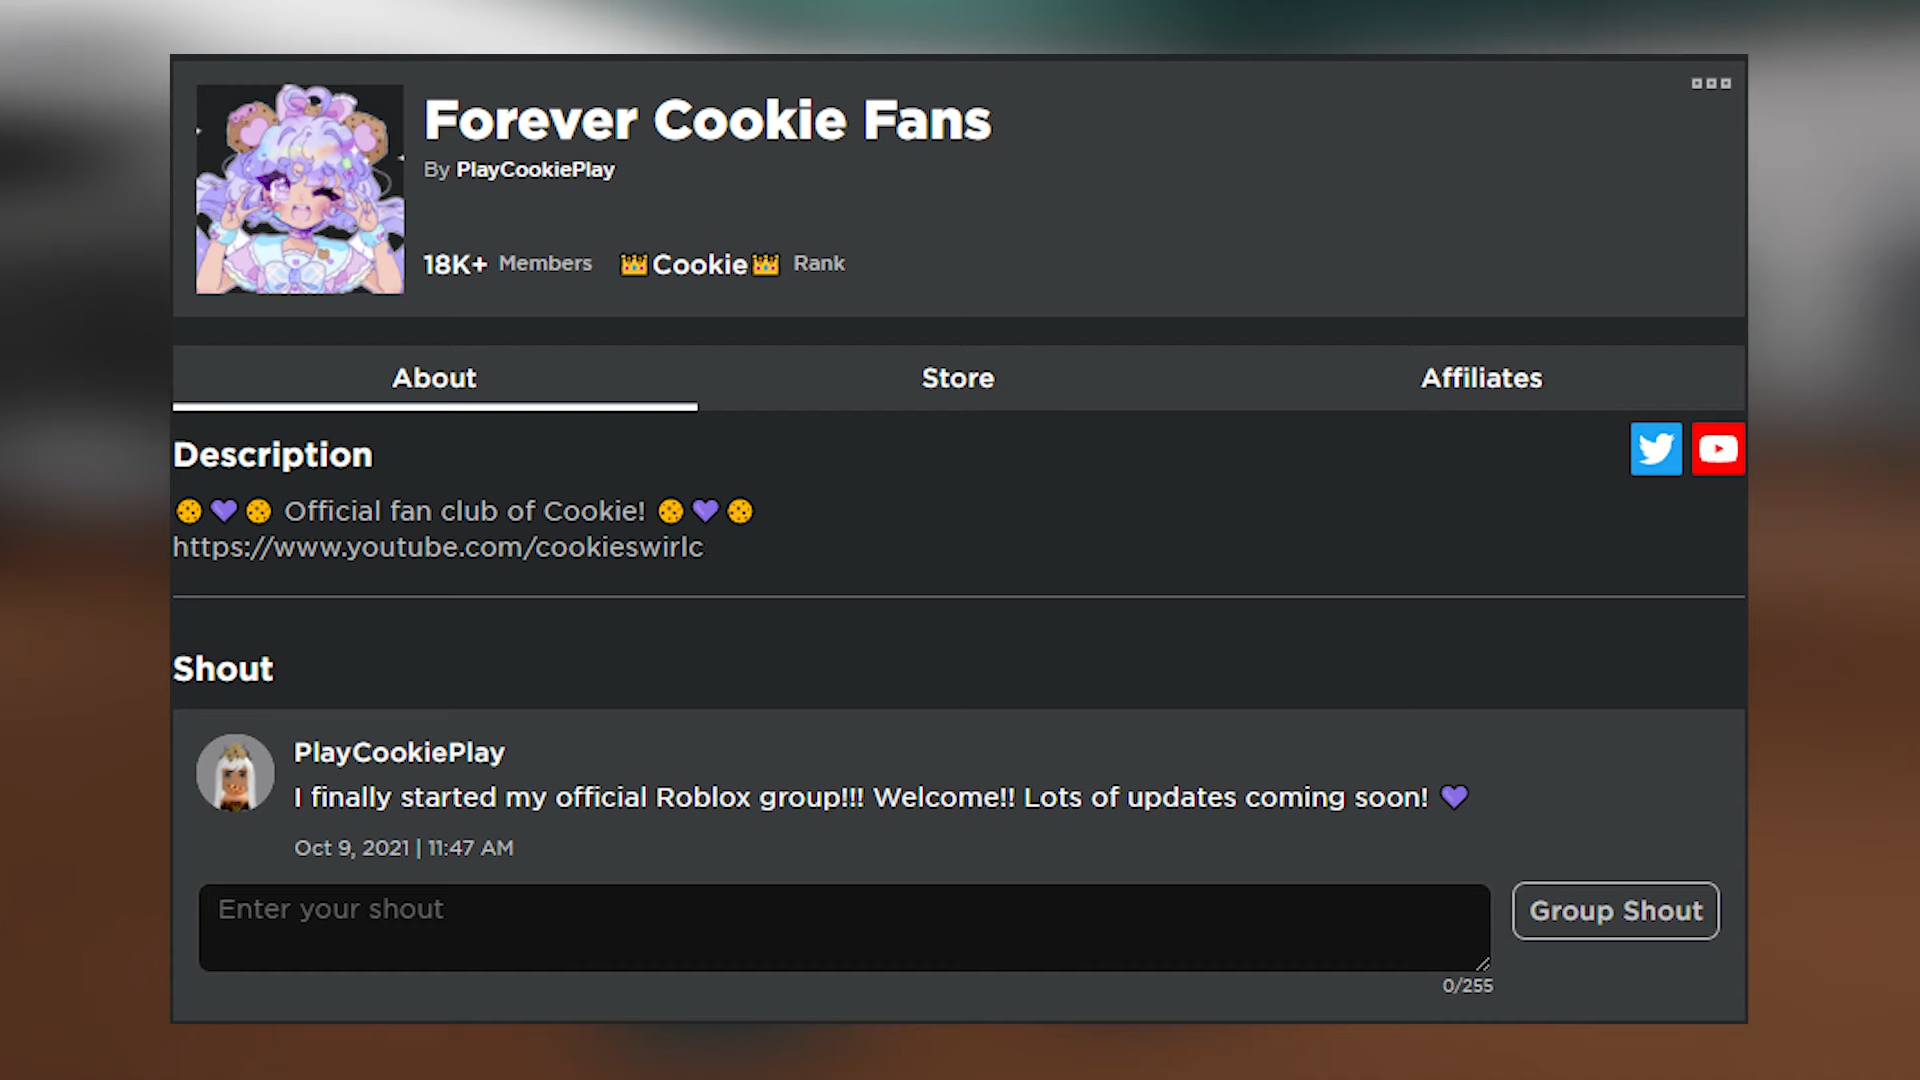 Forever Cookie Fans
By PlayCookiePlay
18K+ Members 👑Cookie👑 Rank
About Store Affiliates
Description
🍪💜🍪 Official fan club of Cookie! 🍪💜🍪
https://www.youtube.com/cookieswirlc
Shout
PlayCookiePlay
I finally started my official Roblox group!!! Welcome!! Lots of updates coming soon! 💜
Oct 9, 2021 | 11:47 AM
Enter your shout
Group Shout
0/255